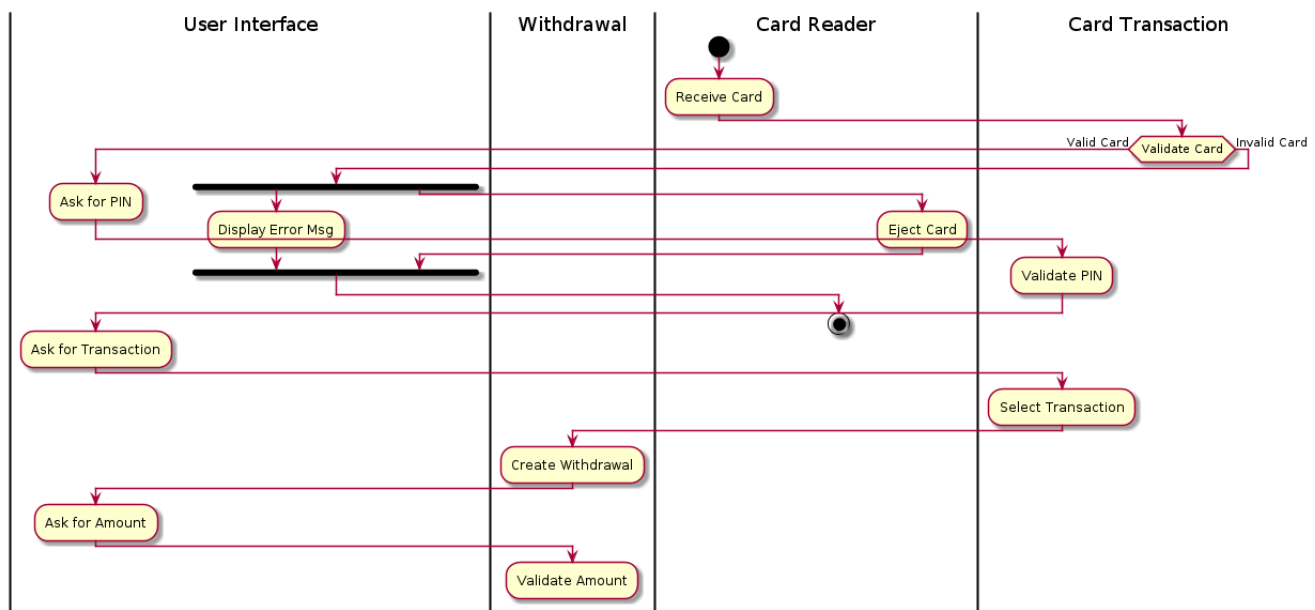 User Interface
Withdrawal
Card Reader
Card Transaction
Receive Card
Valid Card
Validate Card
Invalid Card
Ask for PIN
Display Error Msg
Eject Card
Validate PIN
Ask for Transaction
Select Transaction
Create Withdrawal
Ask for Amount
Validate Amount